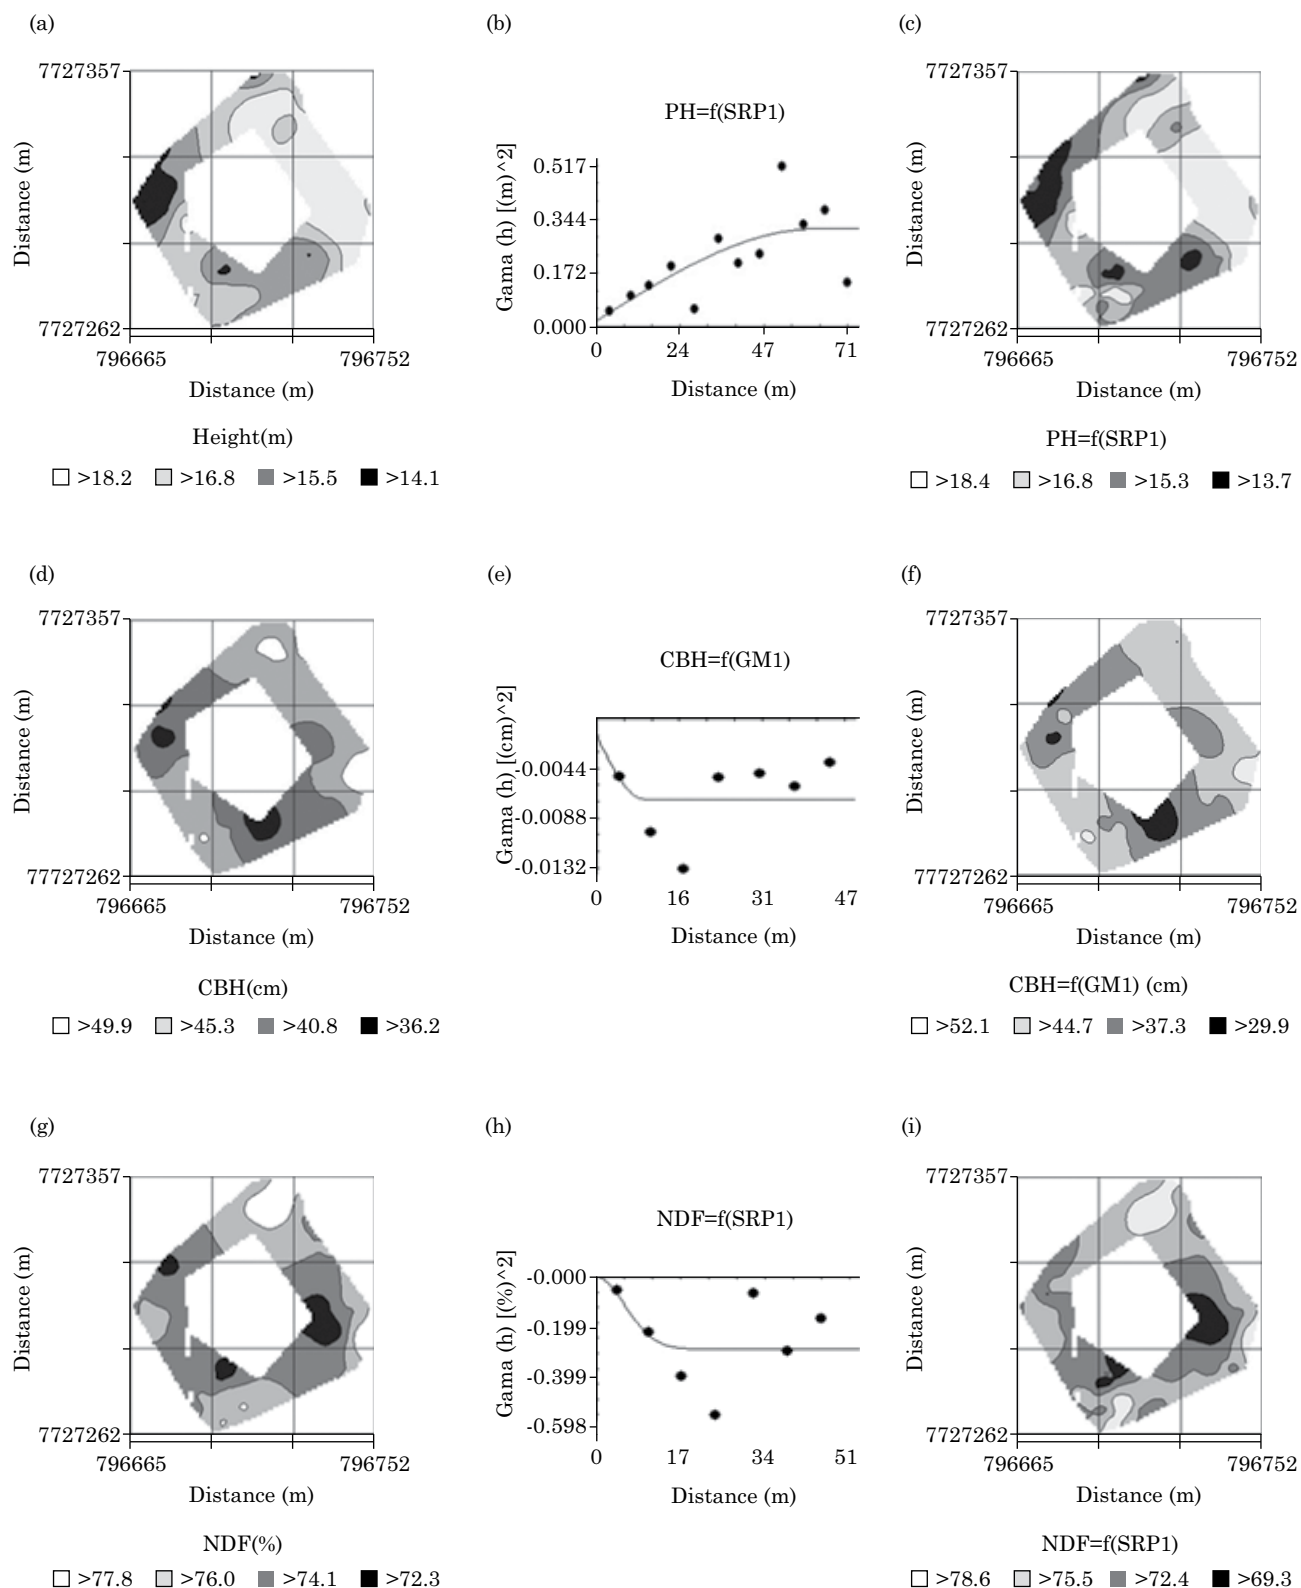 (a)
7727357
Distance (m)
7727262
796665 796752
Distance (m)
Height(m)
>18.2 >16.8 >15.5 >14.1
(b)
PH=f(SRP1)
Gama (h) [(m)^2]
0.517
0.344
0.172
0.000
0 24 47 71
Distance (m)
(c)
7727357
Distance (m)
7727262
796665 796752
Distance (m)
PH=f(SRP1)
>18.4 >16.8 >15.3 >13.7
(d)
7727357
Distance (m)
77727262
796665 796752
Distance (m)
CBH(cm)
>49.9 >45.3 >40.8 >36.2
(e)
CBH=f(GM1)
Gama (h) [(cm)^2]
-0.0044
-0.0088
-0.0132
0 16 31 47
Distance (m)
(f)
7727357
Distance (m)
77727262
796665 796752
Distance (m)
CBH=f(GM1) (cm)
>52.1 >44.7 >37.3 >29.9
(g)
7727357
Distance (m)
7727262
796665 796752
Distance (m)
NDF(%)
>77.8 >76.0 >74.1 >72.3
(h)
NDF=f(SRP1)
Gama (h) [(%)^2]
-0.000
-0.199
-0.399
-0.598
0 17 34 51
Distance (m)
(i)
7727357
Distance (m)
7727262
796665 796752
Distance (m)
NDF=f(SRP1)
>78.6 >75.5 >72.4 >69.3